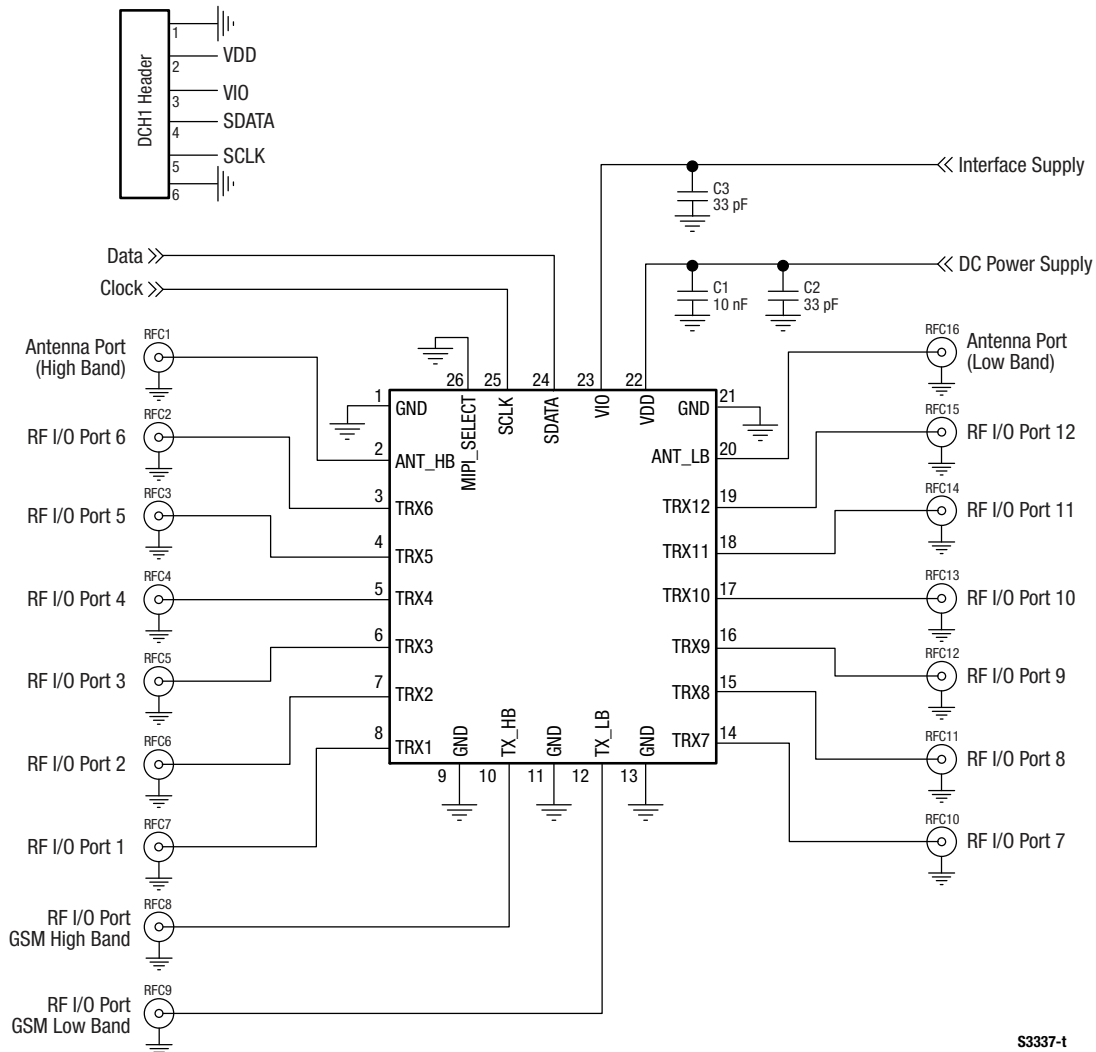 DCH1 Header
1
2
3
4
5
6
VDD
VIO
SDATA
SCLK
Interface Supply
C3
33 pF
Data
Clock
DC Power Supply
C1
10 nF
C2
33 pF
RFC1
Antenna Port
(High Band)
RFC2
RF I/O Port 6
RFC3
RF I/O Port 5
RFC4
RF I/O Port 4
RFC5
RF I/O Port 3
RFC6
RF I/O Port 2
RFC7
RF I/O Port 1
RFC8
RF I/O Port
GSM High Band
RFC9
RF I/O Port
GSM Low Band
26
25
24
23
22
MIPI_SELECT
SCLK
SDATA
VIO
VDD
1
GND
2
ANT_HB
3
TRX6
4
TRX5
5
TRX4
6
TRX3
7
TRX2
8
TRX1
GND
TX_HB
GND
TX_LB
GND
9
10
11
12
13
21
GND
20
ANT_LB
19
TRX12
18
TRX11
17
TRX10
16
TRX9
15
TRX8
14
TRX7
RFC16
Antenna Port
(Low Band)
RFC15
RF I/O Port 12
RFC14
RF I/O Port 11
RFC13
RF I/O Port 10
RFC12
RF I/O Port 9
RFC11
RF I/O Port 8
RFC10
RF I/O Port 7
S3337-t